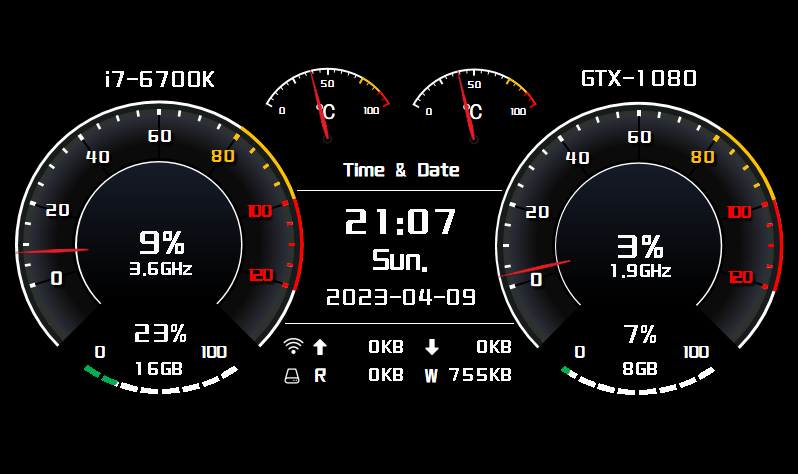 i7-6700K
0 50 100
°C
0 50 100
°C
GTX-1080
0 20 40 60 80 100 120
9%
3.6GHz
23%
0 100
16GB
Time & Date
21:07
Sun.
2023-04-09
0KB 0KB
R 0KB W 755KB
0 20 40 60 80 100 120
3%
1.9GHz
7%
0 100
8GB